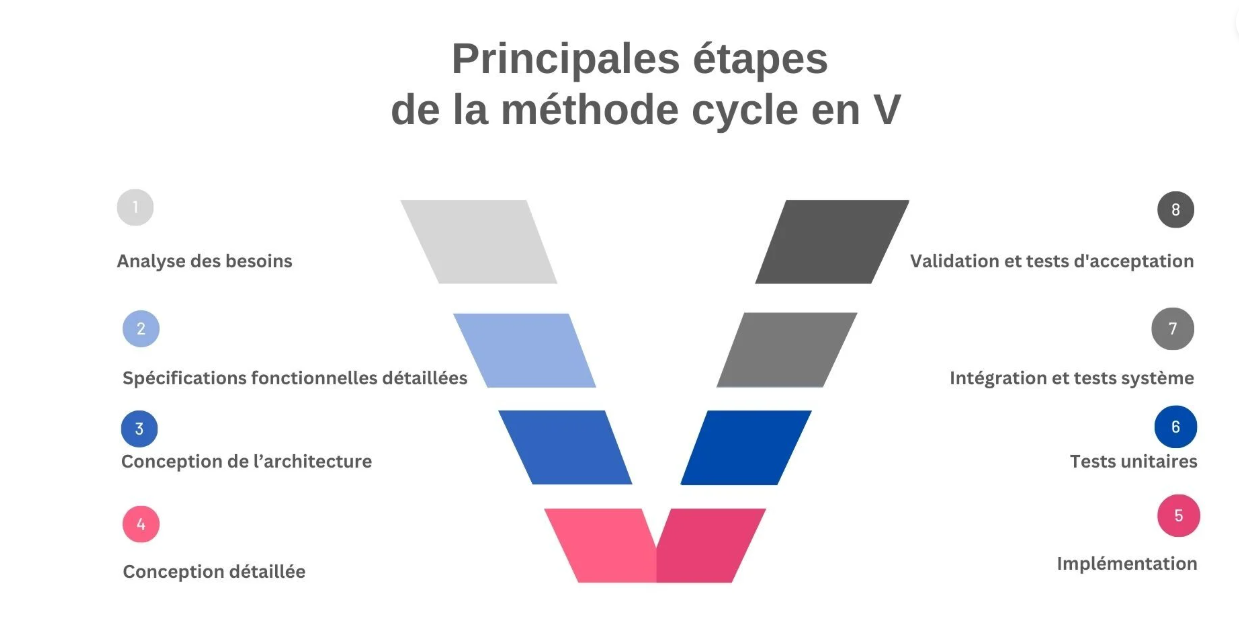 Principales étapes
de la méthode cycle en V
1
Analyse des besoins
2
Spécifications fonctionnelles détaillées
3
Conception de l’architecture
4
Conception détaillée
8
Validation et tests d'acceptation
7
Intégration et tests système
6
Tests unitaires
5
Implémentation